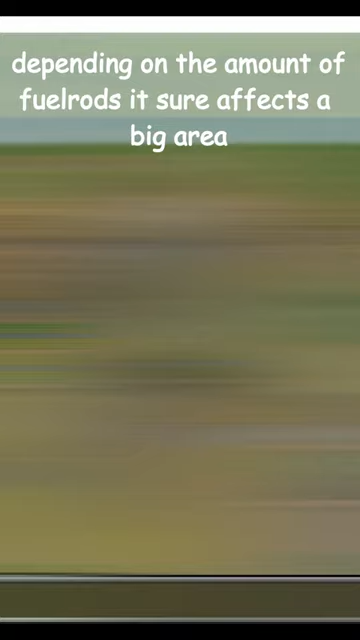 depending on the amount of
fuelrods it sure affects a
big area